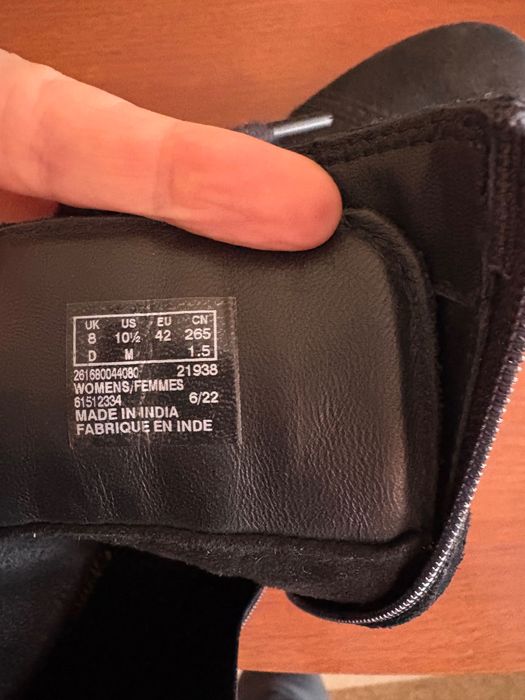 UK US EU CN
8 10½ 42 265
D M 1.5
261680044080 21938
WOMENS/FEMMES
61512334 6/22
MADE IN INDIA
FABRIQUE EN INDE